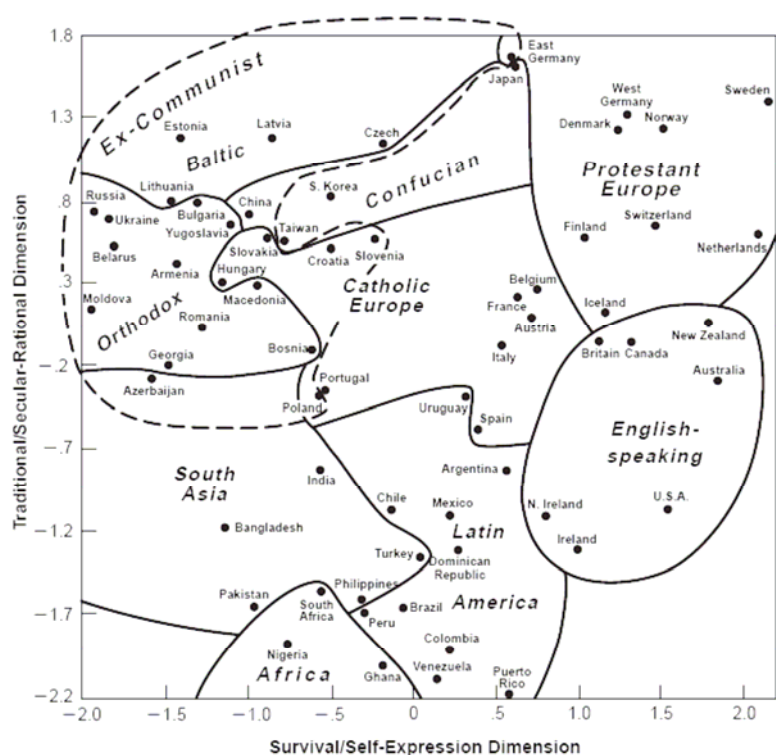 1.8
1.3
.8
.3
–.2
–.7
–1.2
–1.7
–2.2
Traditional/Secular-Rational Dimension
Ex-Communist
East
Germany
Japan
West
Germany
Sweden
Denmark
Norway
Estonia
Latvia
Czech
Baltic
Confucian
Protestant
Europe
S. Korea
Lithuania
Russia
Bulgaria
China
Ukraine
Yugoslavia
Taiwan
Switzerland
Finland
Netherlands
Belarus
Slovakia
Croatia
Slovenia
Armenia
Hungary
Macedonia
Catholic
Europe
Belgium
France
Austria
Iceland
Moldova
Orthodox
Romania
Bosnia
Italy
New Zealand
Britain
Canada
Georgia
Azerbaijan
Portugal
Poland
Australia
Uruguay
Spain
English-
speaking
South
Asia
India
Argentina
Chile
Mexico
N. Ireland
U.S.A.
Bangladesh
Latin
Turkey
Dominican
Republic
Ireland
Pakistan
South
Africa
Philippines
Peru
Brazil
America
Nigeria
Africa
Ghana
Colombia
Venezuela
Puerto
Rico
–2.0
–1.5
–1.0
–.5
0
.5
1.0
1.5
2.0
Survival/Self-Expression Dimension